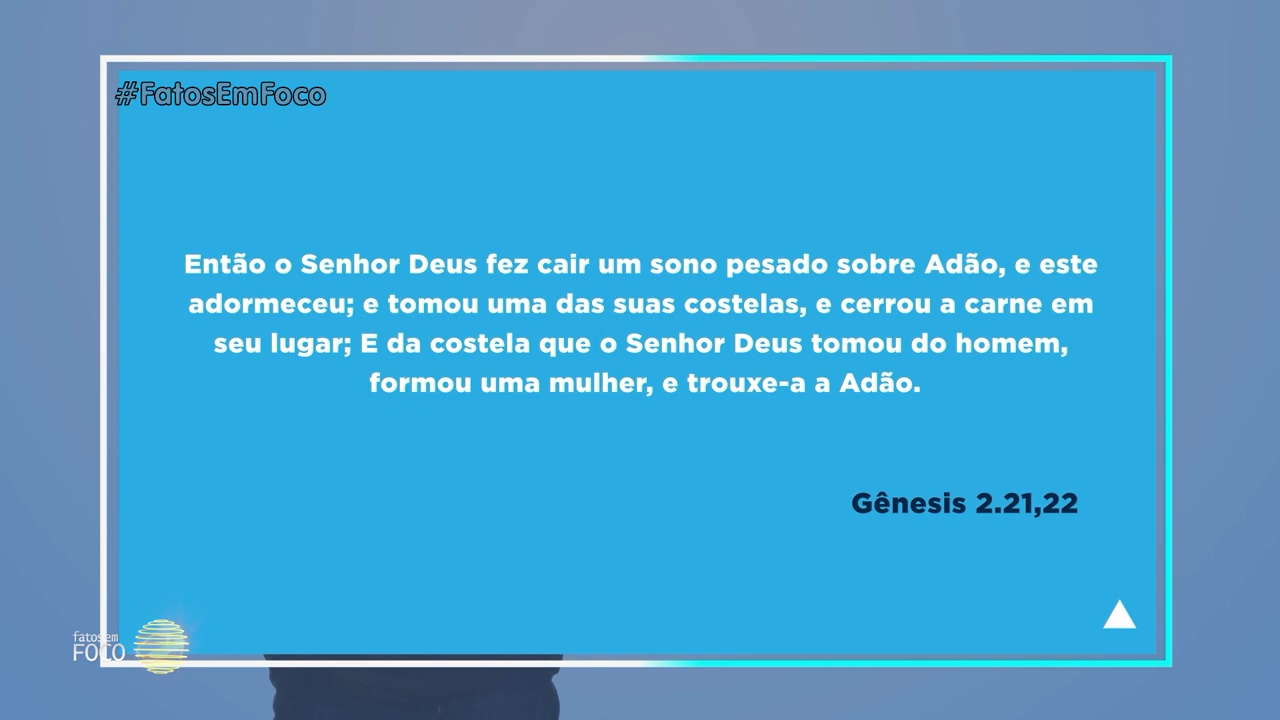 #FatosEmFoco
Então o Senhor Deus fez cair um sono pesado sobre Adão, e este
adormeceu; e tomou uma das suas costelas, e cerrou a carne em
seu lugar; E da costela que o Senhor Deus tomou do homem,
formou uma mulher, e trouxe-a a Adão.
Gênesis 2.21,22
fatos em
FOCO